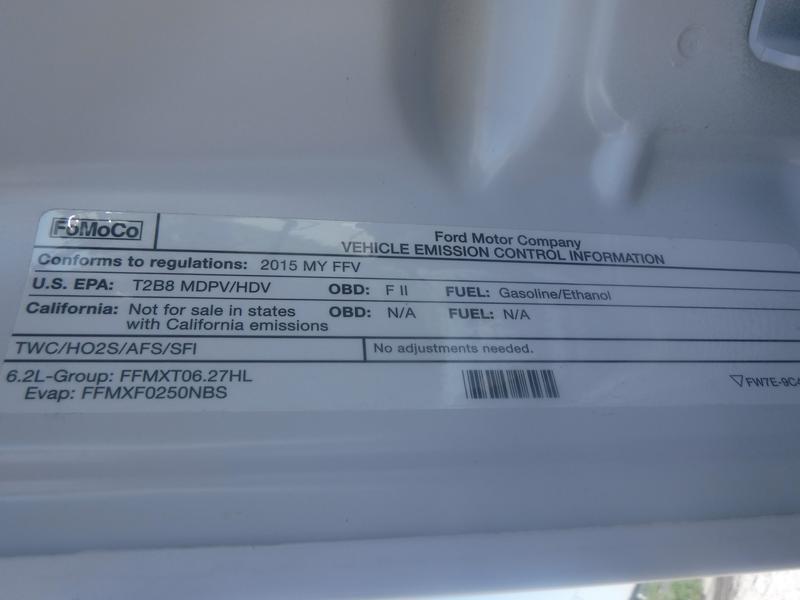 FoMoCo
Ford Motor Company
VEHICLE EMISSION CONTROL INFORMATION
Conforms to regulations: 2015 MY FFV
U.S. EPA: T2B8 MDPV/HDV OBD: F II FUEL: Gasoline/Ethanol
California: Not for sale in states with California emissions OBD: N/A FUEL: N/A
TWC/HO2S/AFS/SFI No adjustments needed.
6.2L-Group: FFMXT06.27HL
Evap: FFMXF0250NBS
FW7E-9C4